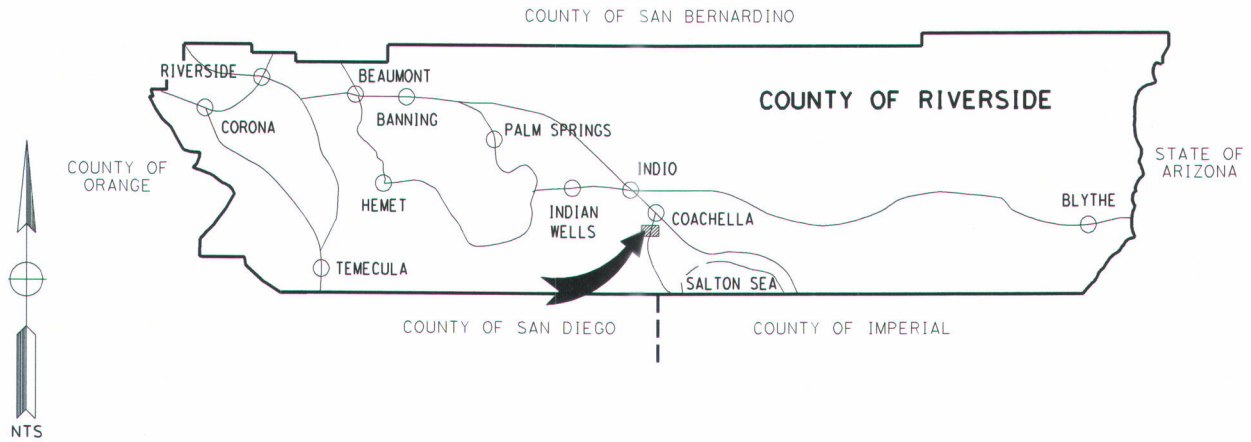 COUNTY OF SAN BERNARDINO
RIVERSIDE
BEAUMONT
COUNTY OF RIVERSIDE
CORONA
BANNING
PALM SPRINGS
COUNTY OF
ORANGE
STATE OF
ARIZONA
INDIO
HEMET
INDIAN
WELLS
COACHELLA
BLYTHE
TEMECULA
SALTON SEA
COUNTY OF SAN DIEGO
COUNTY OF IMPERIAL
NTS